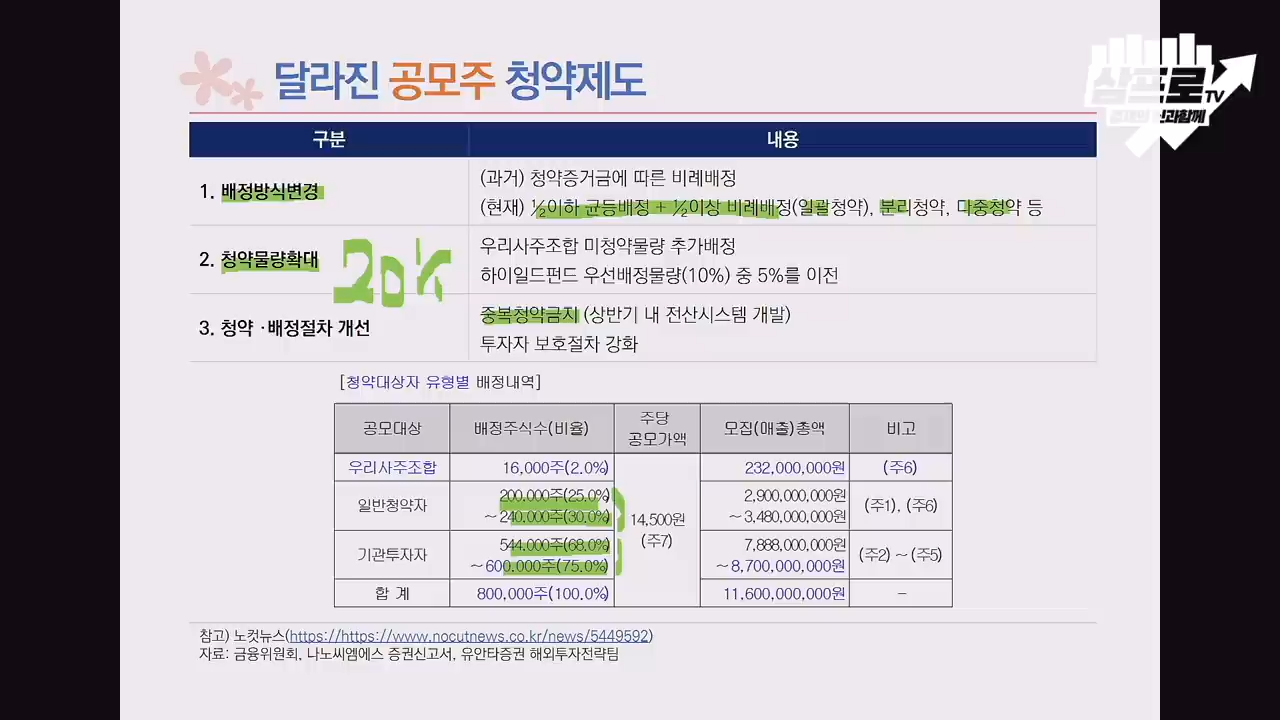 달라진 공모주 청약제도
삼프로TV
경제의 신과함께
구분 내용
1. 배정방식변경
(과거) 청약증거금에 따른 비례배정
(현재) ½이하 균등배정 + ½이상 비례배정(일괄청약), 분리청약, 다중청약 등
2. 청약물량확대
20%
우리사주조합 미청약물량 추가배정
하이일드펀드 우선배정물량(10%) 중 5%를 이전
3. 청약·배정절차 개선
중복청약금지 (상반기 내 전산시스템 개발)
투자자 보호절차 강화
[청약대상자 유형별 배정내역]
공모대상 배정주식수(비율) 주당 공모가액 모집(매출)총액 비고
우리사주조합 16,000주(2.0%) 232,000,000원 (주6)
일반청약자 200,000주(25.0%) ~240,000주(30.0%) 2,900,000,000원 ~3,480,000,000원 (주1), (주6)
14,500원 (주7)
기관투자자 544,000주(68.0%) ~600,000주(75.0%) 7,888,000,000원 ~8,700,000,000원 (주2) ~ (주5)
합 계 800,000주(100.0%) 11,600,000,000원 -
참고) 노컷뉴스(https://https://www.nocutnews.co.kr/news/5449592)
자료: 금융위원회, 나노씨엠에스 증권신고서, 유안타증권 해외투자전략팀